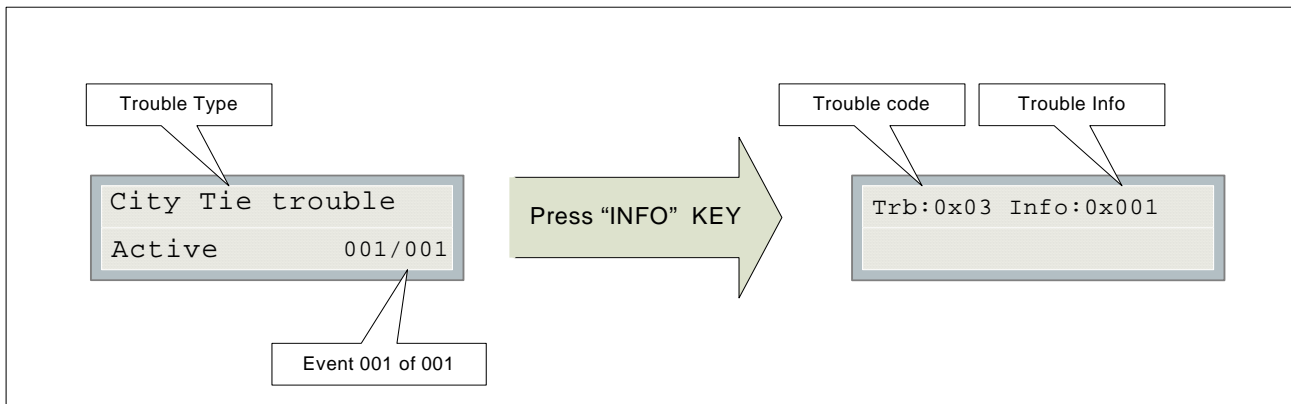 Trouble Type
Trouble code
Trouble Info
City Tie trouble
Active 001/001
Press “INFO” KEY
Trb:0x03 Info:0x001
Event 001 of 001